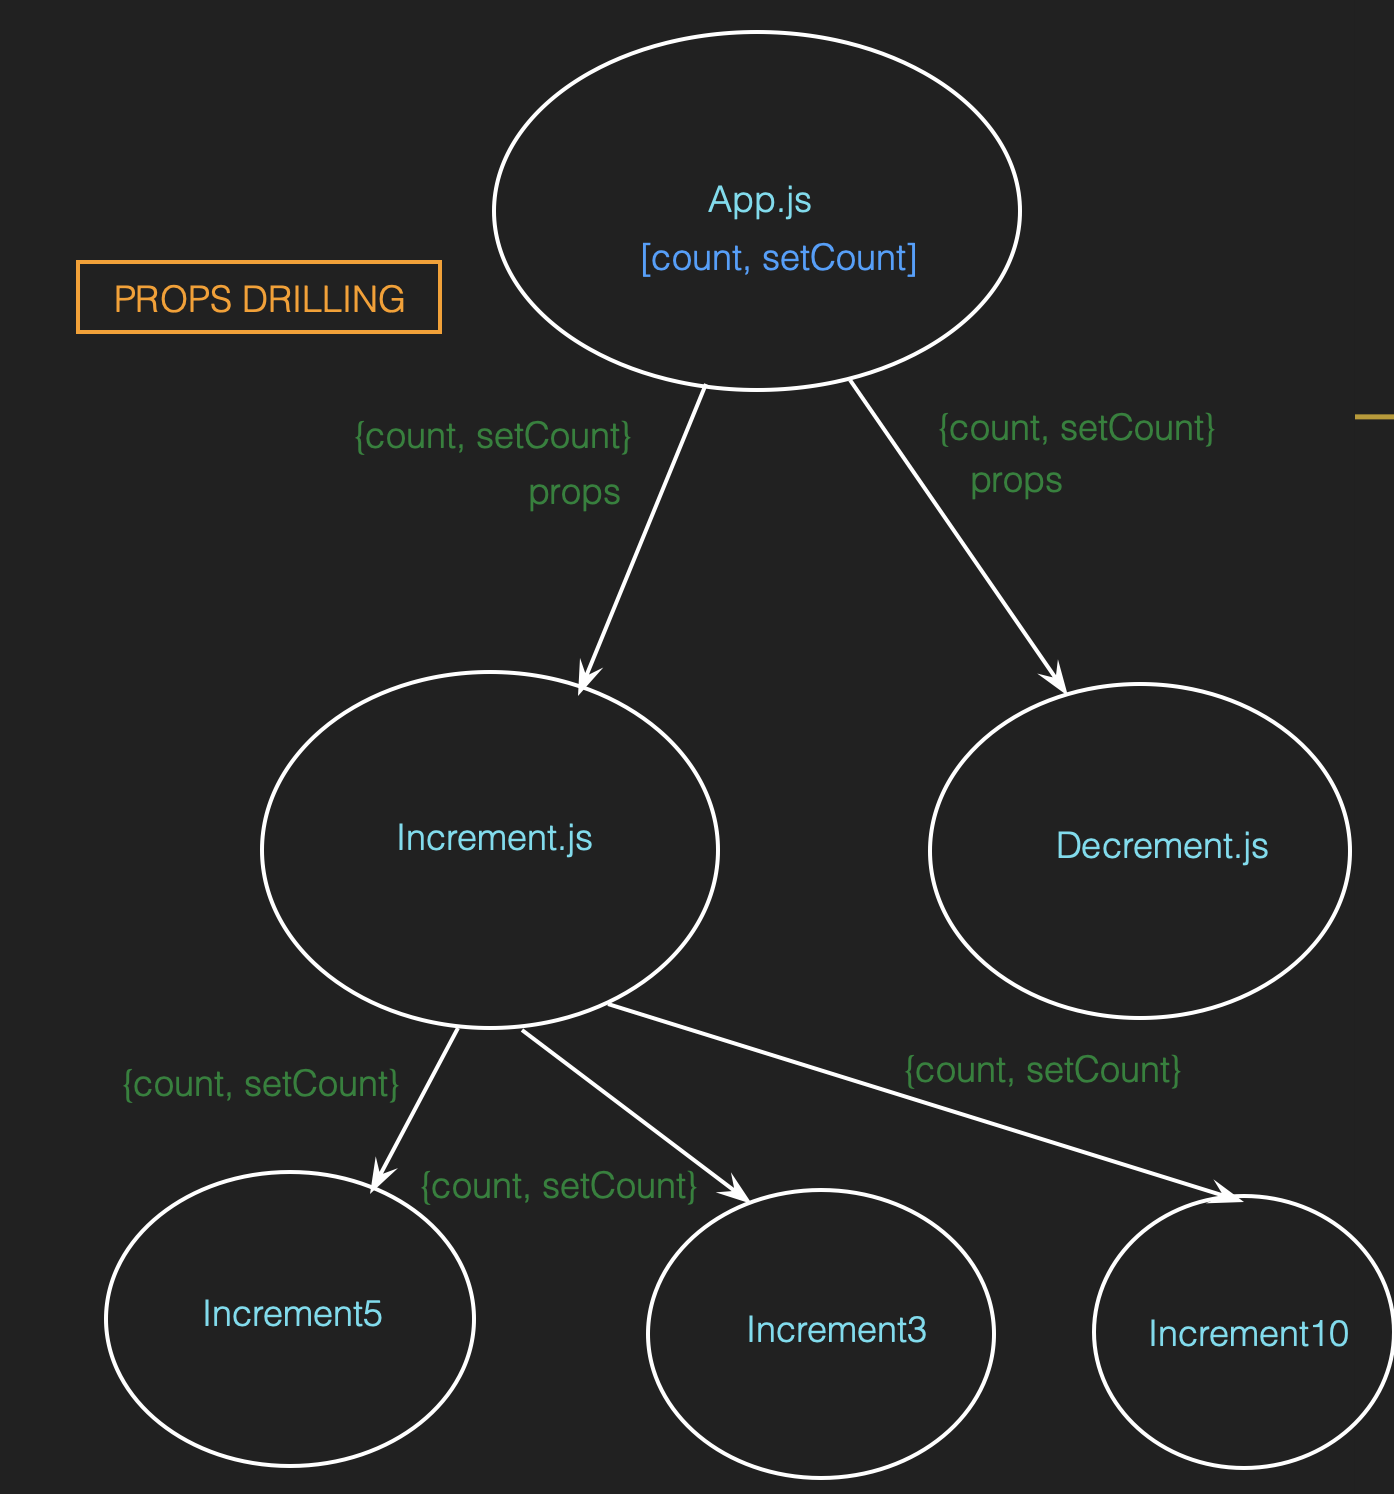 App.js
[count, setCount]
PROPS DRILLING
{count, setCount}
props
{count, setCount}
props
Increment.js
Decrement.js
{count, setCount}
{count, setCount}
{count, setCount}
Increment5
Increment3
Increment10